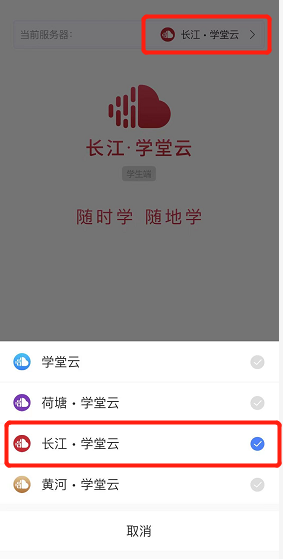 当前服务器：
长江·学堂云
长江·学堂云
学生端
随时学 随地学
学堂云
荷塘·学堂云
长江·学堂云
黄河·学堂云
取消